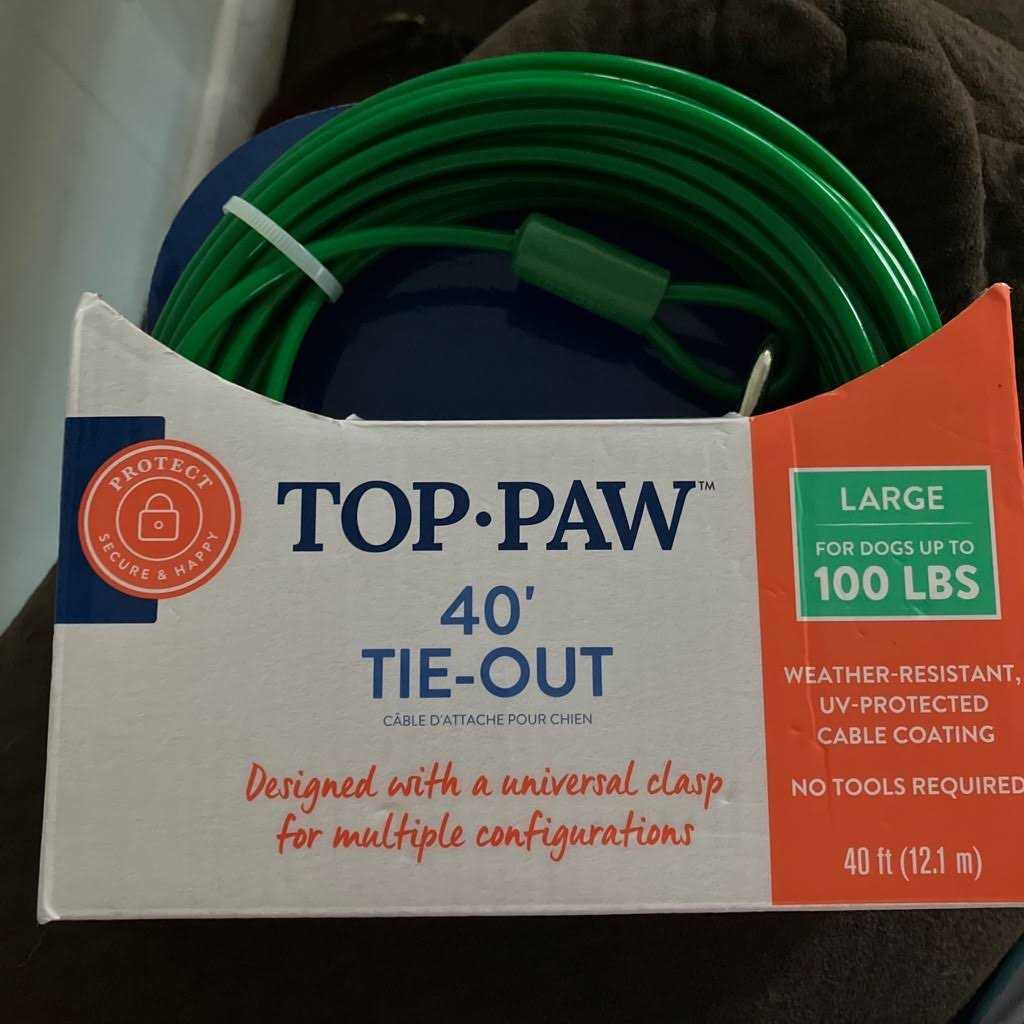 PROTECT
SECURE & HAPPY
TOP·PAW™
40'
TIE-OUT
CÂBLE D'ATTACHE POUR CHIEN
Designed with a universal clasp
for multiple configurations
LARGE
FOR DOGS UP TO
100 LBS
WEATHER-RESISTANT,
UV-PROTECTED
CABLE COATING
NO TOOLS REQUIRED
40 ft (12.1 m)